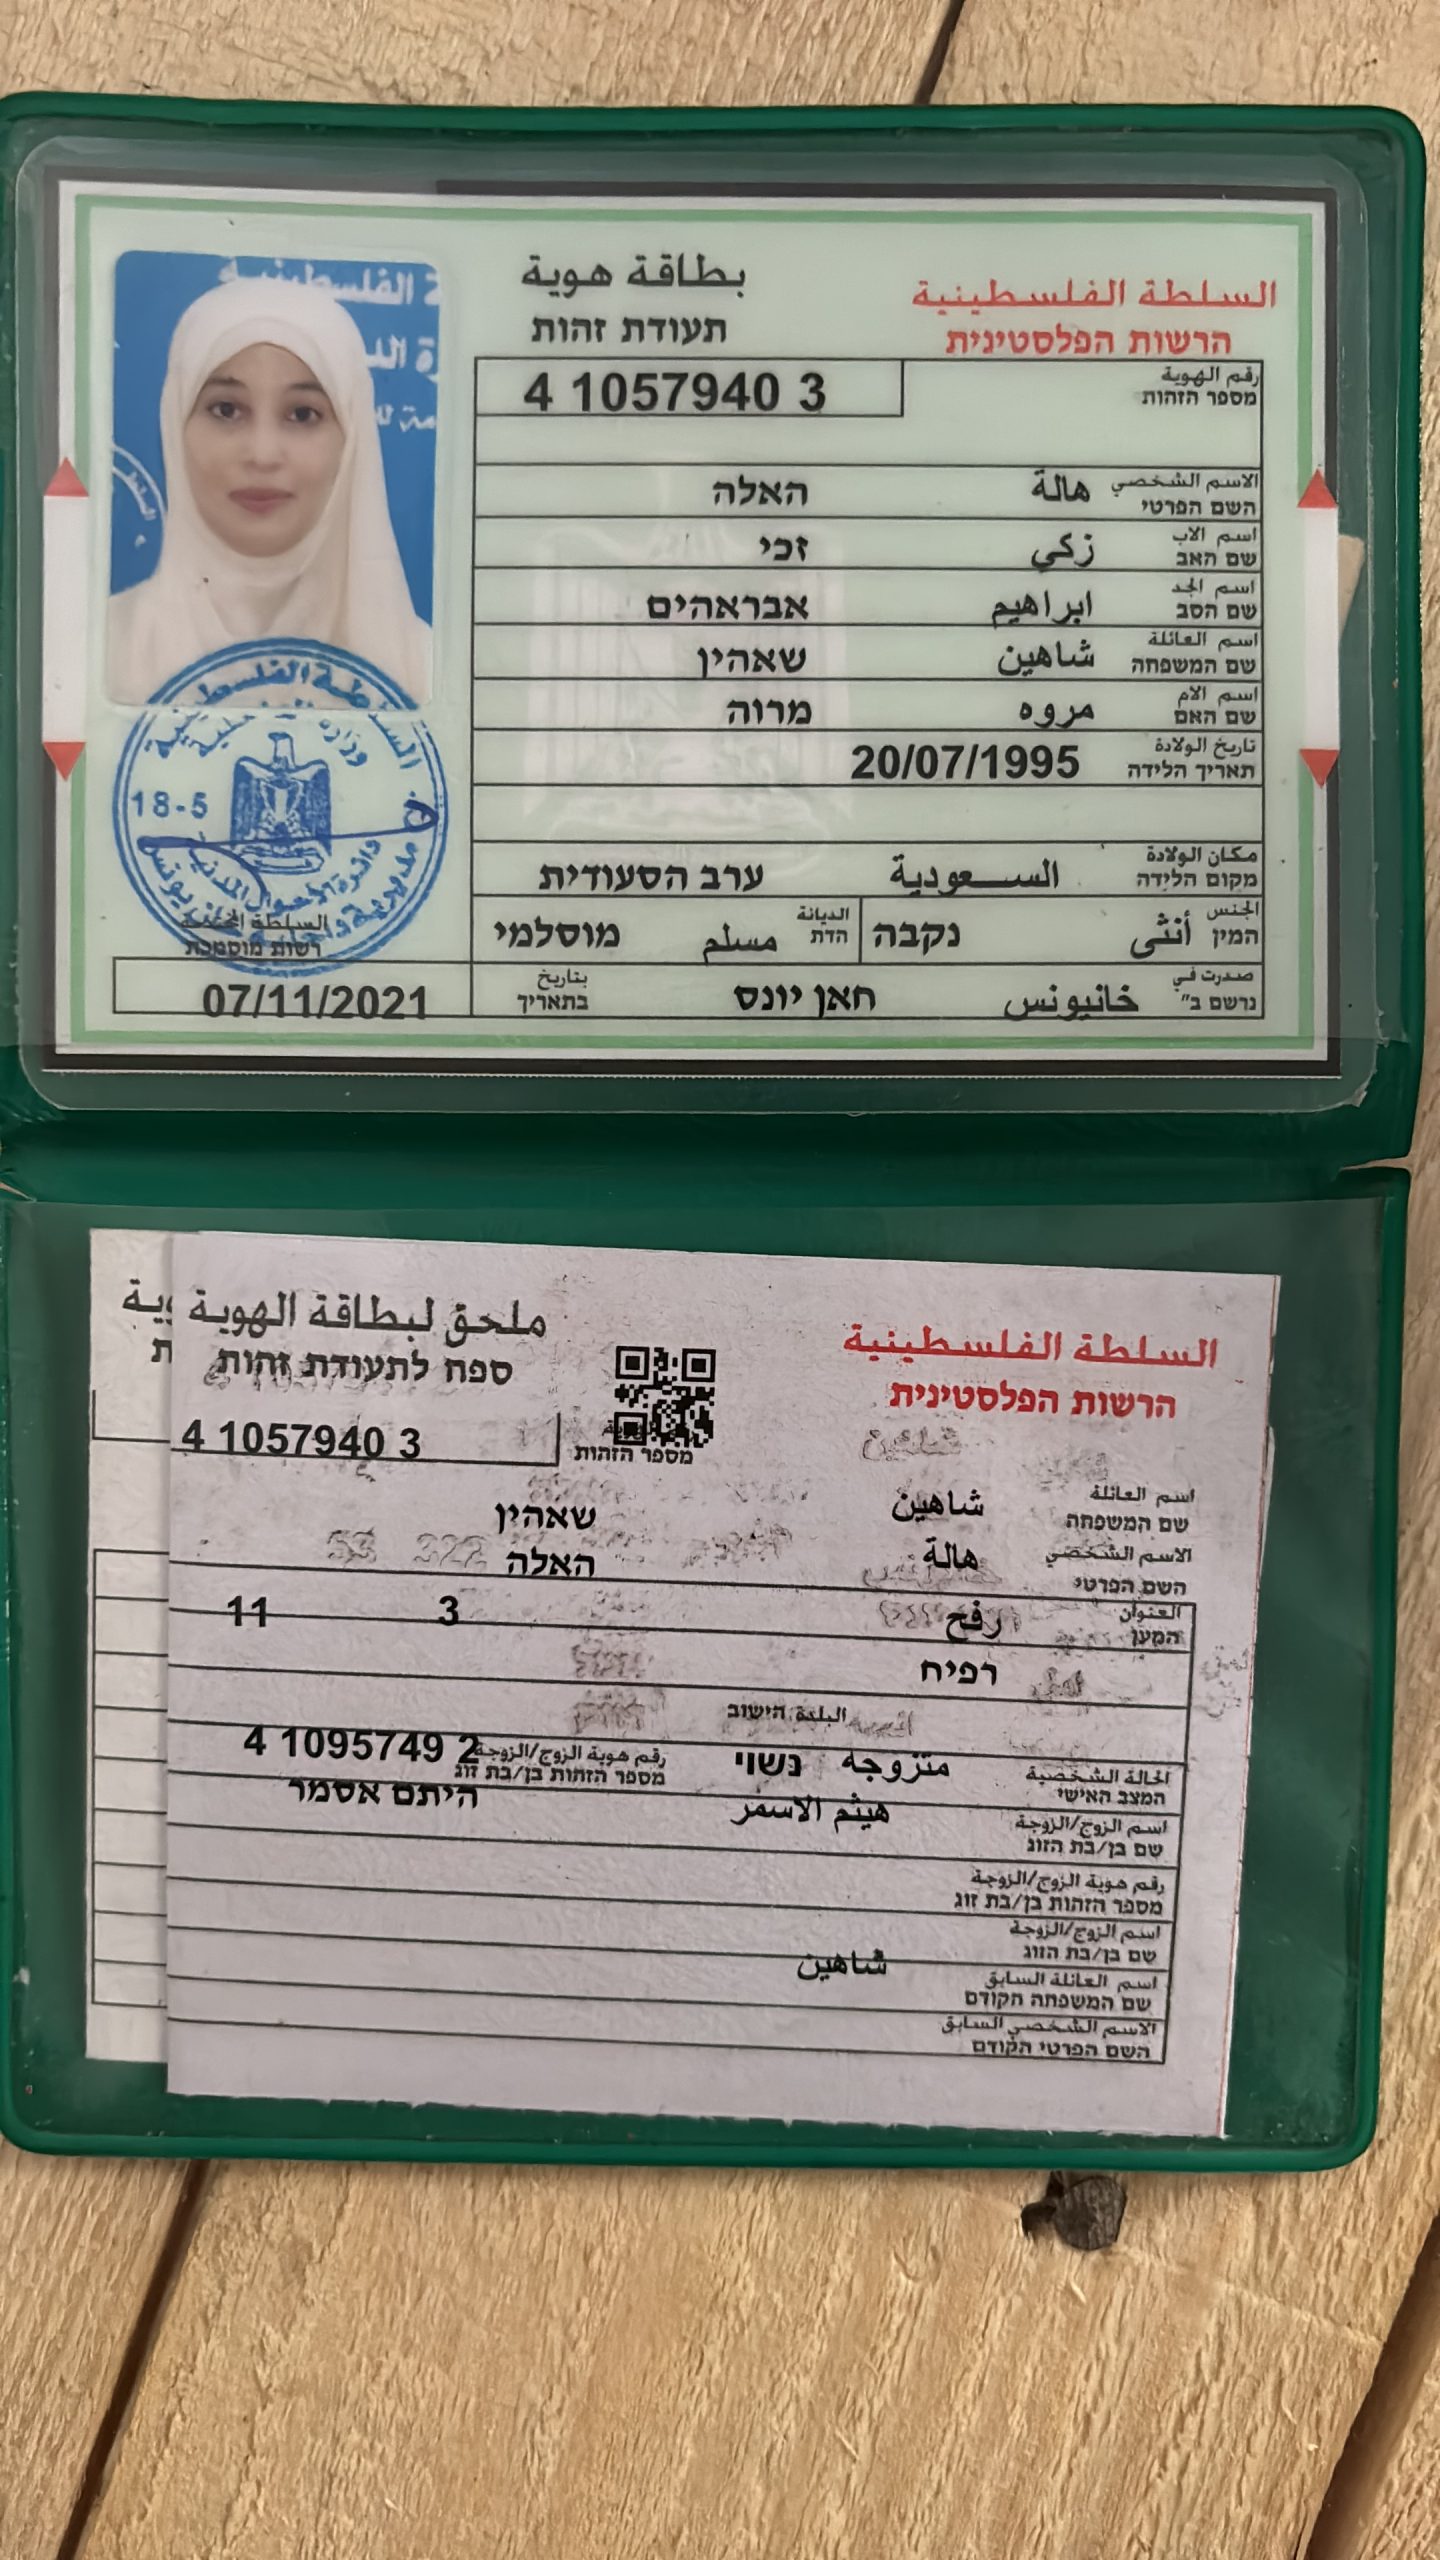 بطاقة هوية
תעודת זהות
السلطة الفلسطينية
הרשות הפלסטינית
رقم الهوية
מספר הזהות
4 1057940 3
الاسم الشخصي هالة
השם הפרטי האלה
اسم الاب زكي
שם האב זכי
اسم الجد ابراهيم
שם הסב אבראהים
اسم العائلة شاهين
שם המשפחה שאהין
اسم الام مروه
שם האם מרוה
تاريخ الولادة
תאריך הלידה
20/07/1995
مكان الولادة السعودية
מקום הלידה ערב הסעודית
الجنس أنثى
המין נקבה
الديانة مسلم
הדת מוסלמי
صدرت في خانيونس
נרשם ב" חאן יונס
بتاريخ
בתאריך
07/11/2021
18-5
רשות מוסמכת
ملحق لبطاقة الهوية
ספח לתעודת זהות
السلطة الفلسطينية
הרשות הפלסטינית
מספר הזהות
4 1057940 3
اسم العائلة شاهين
שם המשפחה שאהין
الاسم الشخصي هالة
השם הפרטי האלה
العنوان رفح 3 11
המען רפיח
البلدة הישוב
الحالة الشخصية متزوجه
המצב האישי נשוי
رقم هوية الزوج/الزوجة
מספר הזהות בן/בת זוג
4 1095749 2
اسم الزوج/الزوجة هيثم الاسمر
שם בן/בת הזוג היתם אסמר
رقم هوية الزوج/الزوجة
מספר הזהות בן/בת זוג
اسم الزوج/الزوجة
שם בן/בת הזוג
اسم العائلة السابق شاهين
שם המשפחה הקודם
الاسم الشخصي السابق
השם הפרטי הקודם